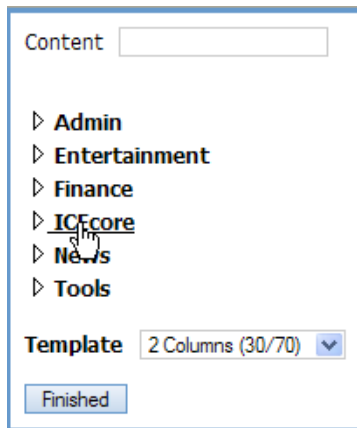 Content
Admin
Entertainment
Finance
ICEcore
News
Tools
Template 2 Columns (30/70)
Finished